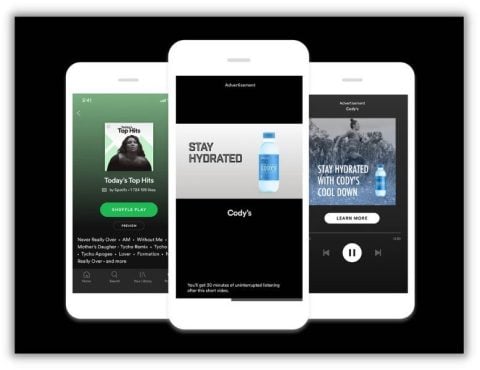 9:41
Today's
Top Hits
Today's Top Hits
by Spotify • 1 724 199 likes
SHUFFLE PLAY
PREVIEW
Never Really Over • AM • Without Me •
Mother's Daughter · Tycho Remix • Tycho
Tycho Apogee • Lover • Formation •
Really Over · and more
Home
Search
Your Library
Advertisement
STAY
HYDRATED
CODY'S
Cody's
You'll get 30 minutes of uninterrupted listening
after this short video.
Advertisement
Cody's
STAY HYDRATED
WITH CODY'S
COOL DOWN
LEARN MORE